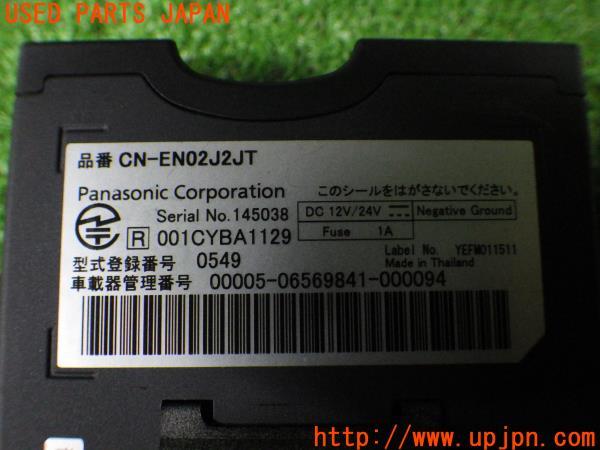 USED PARTS JAPAN
品番 CN-EN02J2JT
Panasonic Corporation
このシールをはがさないでください。
Serial No.145038
DC 12V/24V
Negative Ground
R 001CYBA1129
Fuse 1A
Label No. YEFM011511
Made in Thailand
型式登録番号 0549
車載器管理番号 00005-06569841-000094
UPJ
http://www.upjpn.com